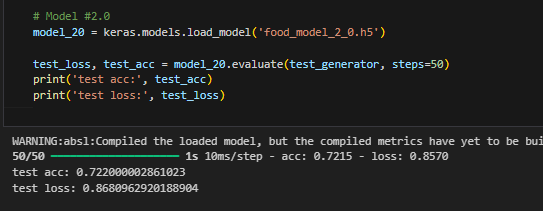 # Model #2.0
model_20 = keras.models.load_model('food_model_2_0.h5')
test_loss, test_acc = model_20.evaluate(test_generator, steps=50)
print('test acc:', test_acc)
print('test loss:', test_loss)
WARNING:absl:Compiled the loaded model, but the compiled metrics have yet to be bui
50/50 ━━━━━━━━━━━━━━━━━━━━ 1s 10ms/step - acc: 0.7215 - loss: 0.8570
test acc: 0.722000002861023
test loss: 0.8680962920188904